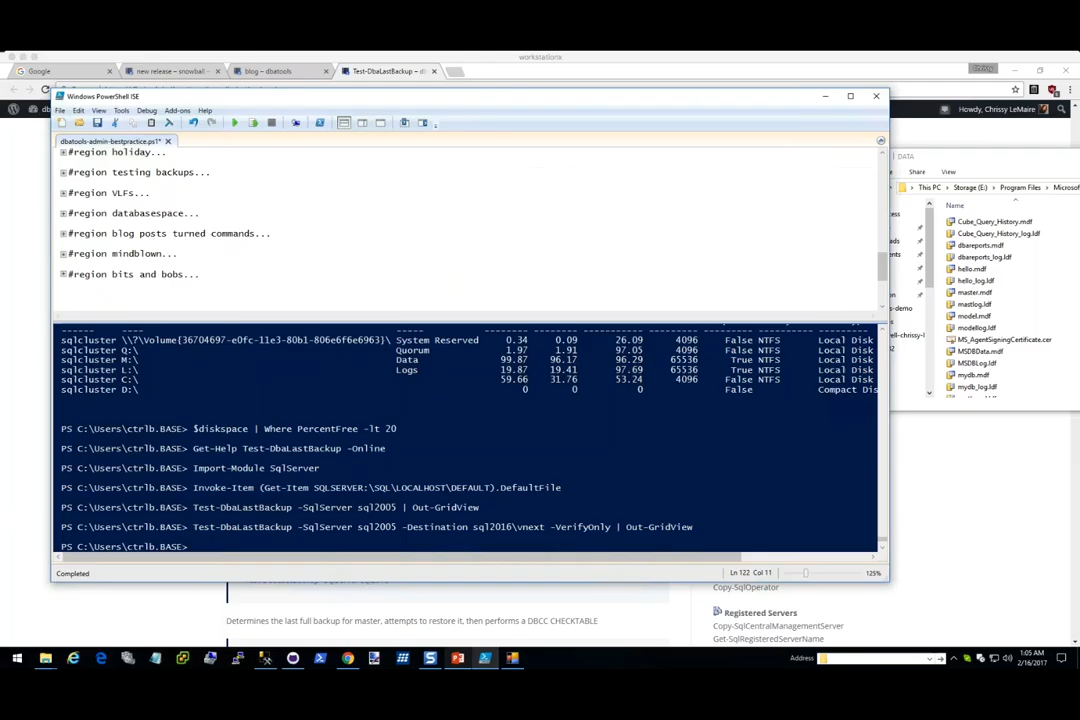 workstationx
Google
new release – snowball –
blog – dbatools
Test-DbaLastBackup – d
Chrissy
Howdy, Chrissy LeMaire
Windows PowerShell ISE
File Edit View Tools Debug Add-ons Help
dbatools-admin-bestpractice.ps1*
#region holiday...
#region testing backups...
#region VLFs...
#region databasespace...
#region blog posts turned commands...
#region mindblown...
#region bits and bobs...
sqlcluster \\?\Volume{36704697-e0fc-11e3-80b1-806e6f6e6963}\ System Reserved 0.34 0.09 26.09 4096 False NTFS Local Disk
sqlcluster Q:\ Quorum 1.97 1.91 97.05 4096 False NTFS Local Disk
sqlcluster M:\ Data 99.87 96.17 96.29 65536 True NTFS Local Disk
sqlcluster L:\ Logs 19.87 19.41 97.69 65536 True NTFS Local Disk
sqlcluster C:\ 59.66 31.76 53.24 4096 False NTFS Local Disk
sqlcluster D:\ 0 0 0 False Compact Dis
PS C:\Users\ctrlb.BASE> $diskspace | Where PercentFree -lt 20
PS C:\Users\ctrlb.BASE> Get-Help Test-DbaLastBackup -Online
PS C:\Users\ctrlb.BASE> Import-Module SqlServer
PS C:\Users\ctrlb.BASE> Invoke-Item (Get-Item SQLSERVER:\SQL\LOCALHOST\DEFAULT).DefaultFile
PS C:\Users\ctrlb.BASE> Test-DbaLastBackup -SqlServer sql2005 | Out-GridView
PS C:\Users\ctrlb.BASE> Test-DbaLastBackup -SqlServer sql2005 -Destination sql2016\vnext -VerifyOnly | Out-GridView
PS C:\Users\ctrlb.BASE>
Completed
Ln 122 Col 11
125%
DATA
Share View
This PC Storage (E:) Program Files Microsof
Name
Cube_Query_History.mdf
Cube_Query_History_log.ldf
dbareports.mdf
dbareports_log.ldf
hello.mdf
hello_log.ldf
master.mdf
mastlog.ldf
model.mdf
modellog.ldf
MS_AgentSigningCertificate.cer
MSDBData.mdf
MSDBLog.ldf
mydb.mdf
mydb_log.ldf
Determines the last full backup for master, attempts to restore it, then performs a DBCC CHECKTABLE
Copy-SqlOperator
Registered Servers
Copy-SqlCentralManagementServer
Get-SqlRegisteredServerName
Address
1:05 AM
2/16/2017